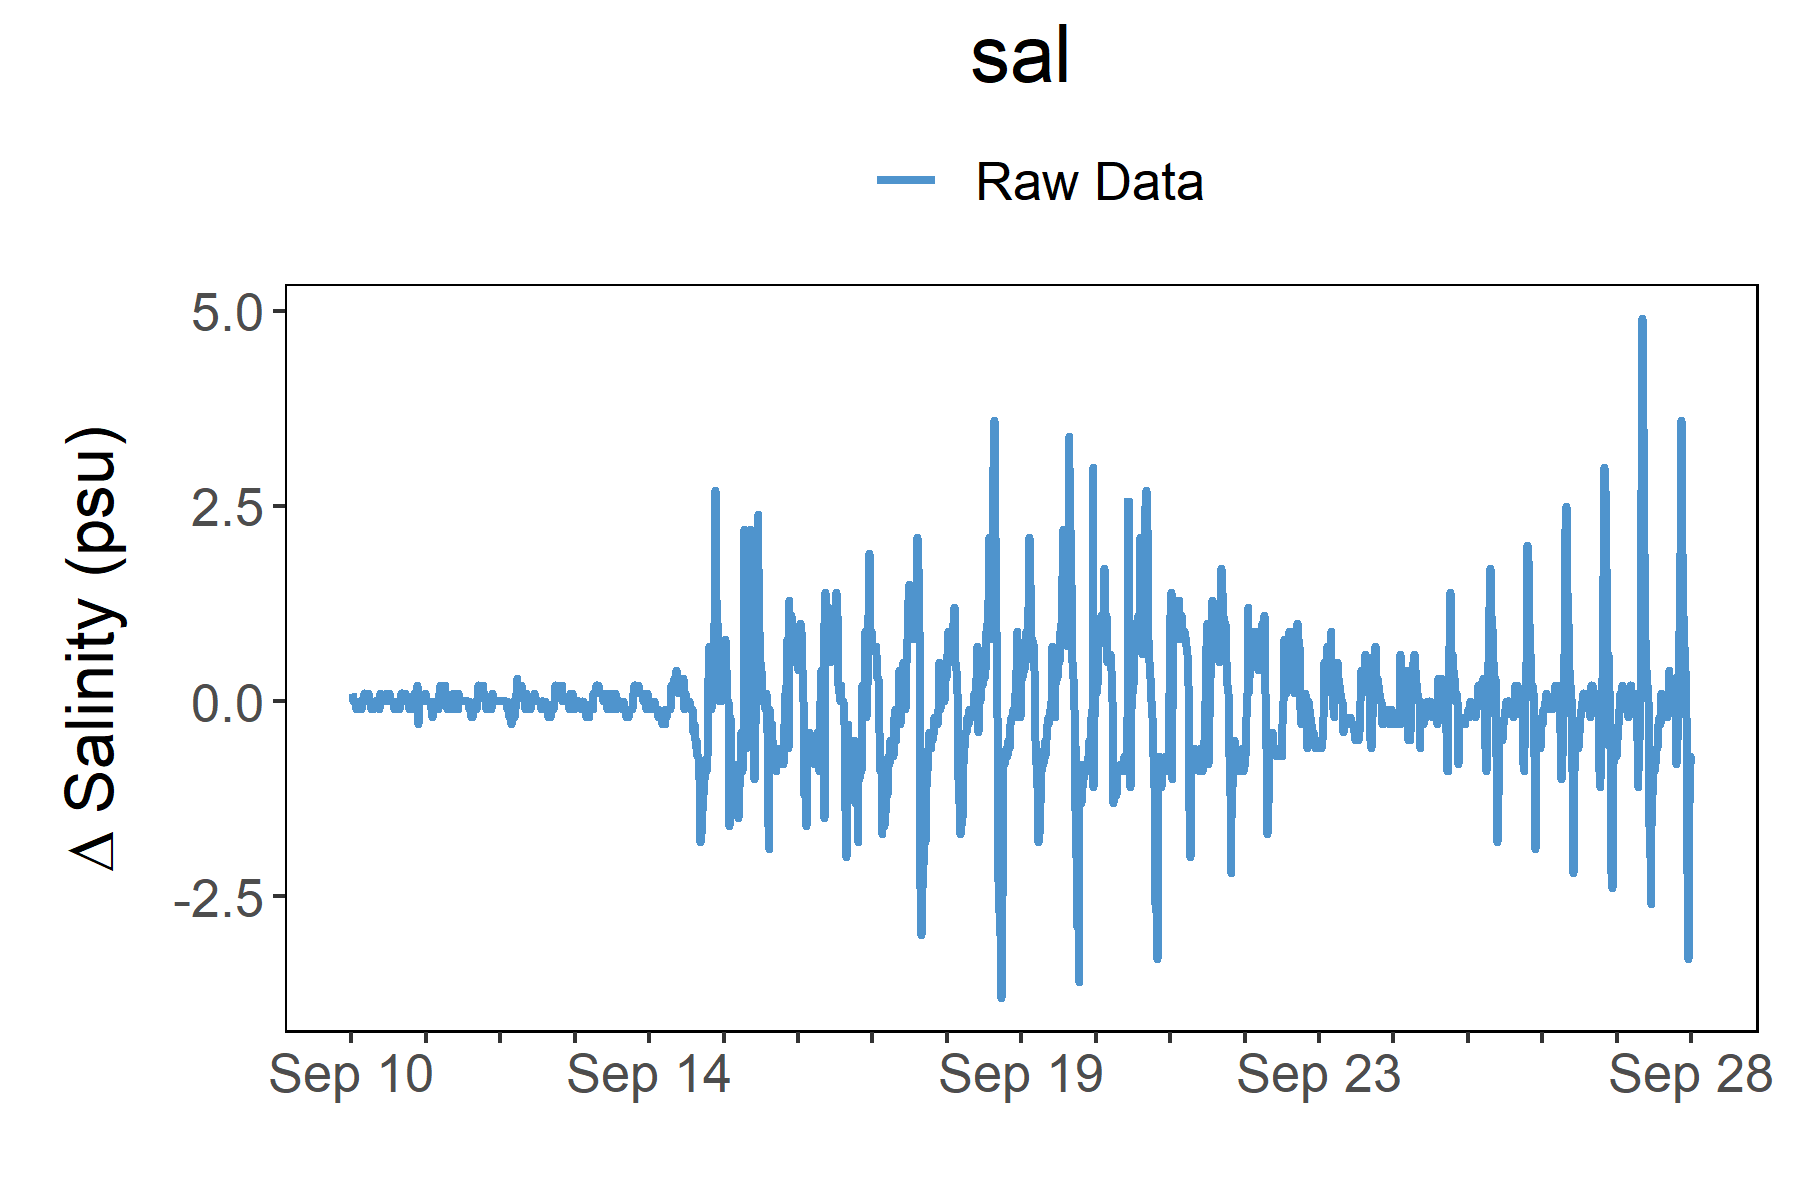 sal
Raw Data
Δ Salinity (psu)
5.0
2.5
0.0
-2.5
Sep 10 Sep 14 Sep 19 Sep 23 Sep 28